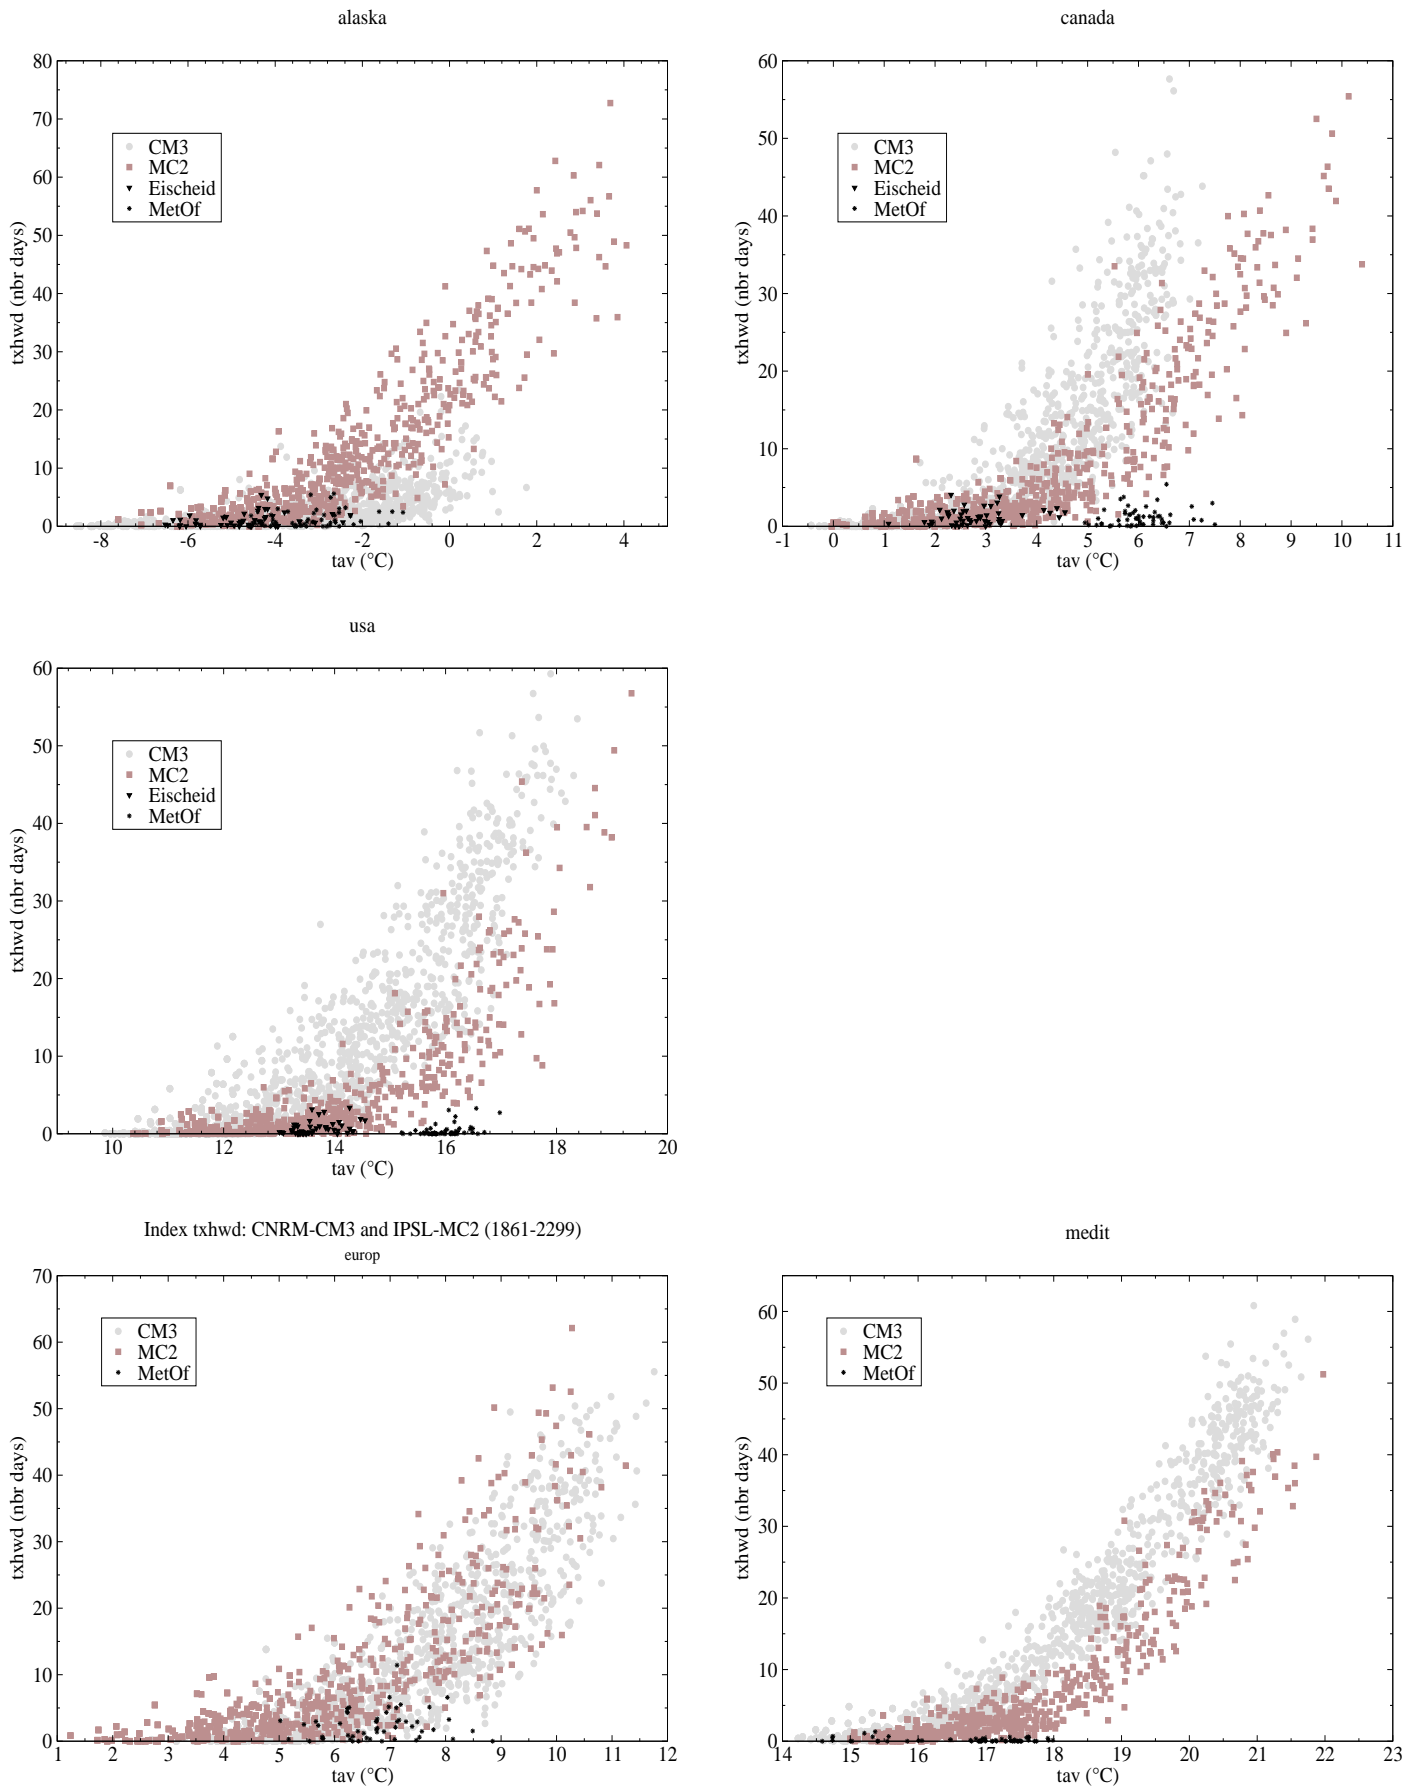 alaska
80
70
60
50
40
30
20
10
0
txhwd (nbr days)
CM3
MC2
Eischeid
MetOf
-8 -6 -4 -2 0 2 4
tav (°C)
canada
60
50
40
30
20
10
0
txhwd (nbr days)
CM3
MC2
Eischeid
MetOf
-1 0 1 2 3 4 5 6 7 8 9 10 11
tav (°C)
usa
60
50
40
30
20
10
0
txhwd (nbr days)
CM3
MC2
Eischeid
MetOf
10 12 14 16 18 20
tav (°C)
Index txhwd: CNRM-CM3 and IPSL-MC2 (1861-2299)
europ
70
60
50
40
30
20
10
0
txhwd (nbr days)
CM3
MC2
MetOf
1 2 3 4 5 6 7 8 9 10 11 12
tav (°C)
medit
60
50
40
30
20
10
0
txhwd (nbr days)
CM3
MC2
MetOf
14 15 16 17 18 19 20 21 22 23
tav (°C)